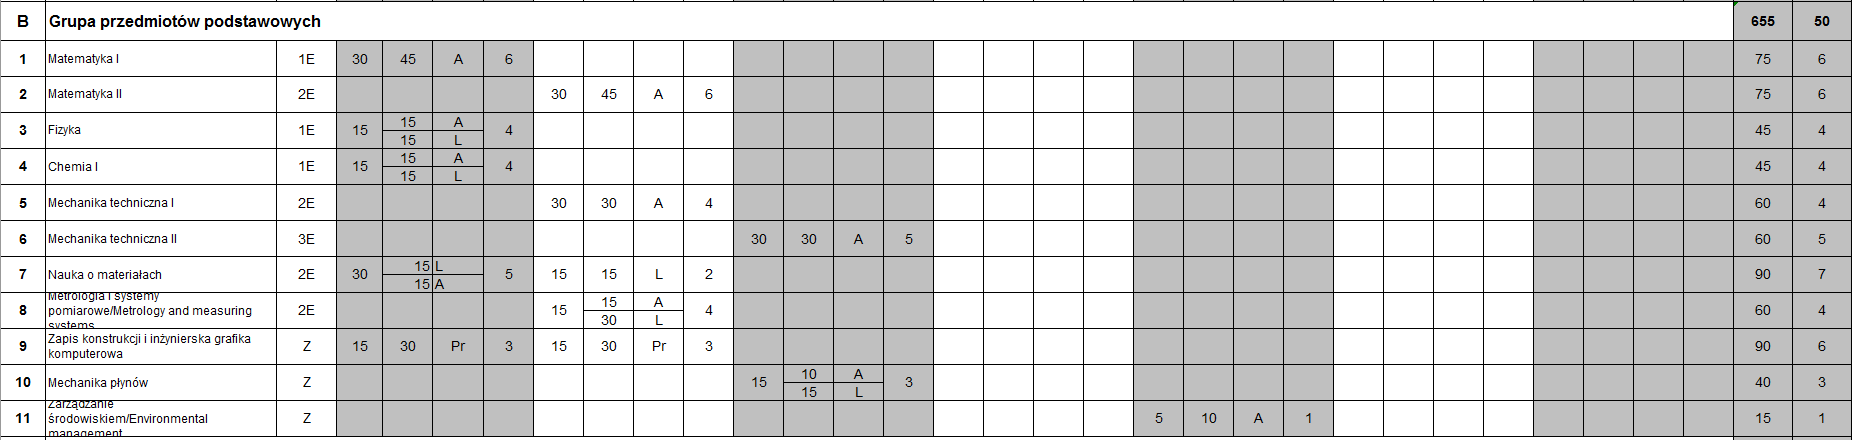 B Grupa przedmiotów podstawowych 655 50
1 Matematyka I 1E 30 45 A 6 75 6
2 Matematyka II 2E 30 45 A 6 75 6
3 Fizyka 1E 15 15 A 4 45 4
15 L
4 Chemia I 1E 15 15 A 4 45 4
15 L
5 Mechanika techniczna I 2E 30 30 A 4 60 4
6 Mechanika techniczna II 3E 30 30 A 5 60 5
7 Nauka o materiałach 2E 30 15 L 5 15 15 L 2 90 7
15 A
Metrologia i systemy
8 pomiarowe/Metrology and measuring 2E 15 15 A 4 60 4
systems 30 L
9 Zapis konstrukcji i inżynierska grafika Z 15 30 Pr 3 15 30 Pr 3 90 6
komputerowa
10 Mechanika płynów Z 15 10 A 3 40 3
15 L
Zarządzanie
11 środowiskiem/Environmental Z 5 10 A 1 15 1
management